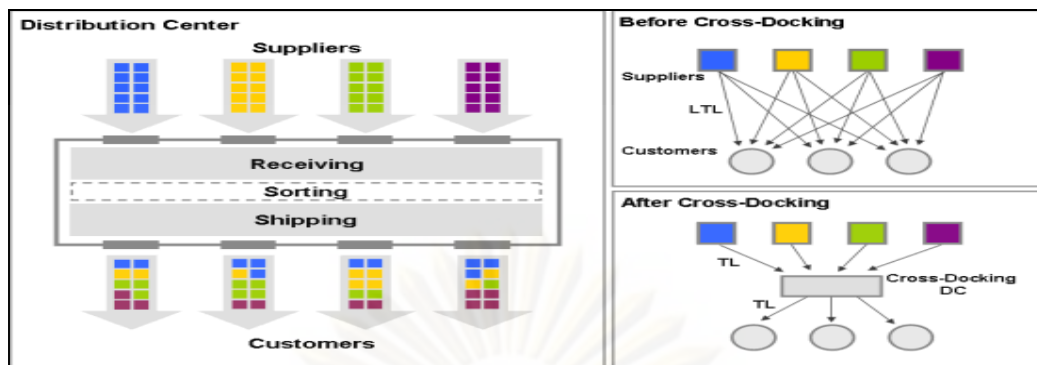 Distribution Center
Suppliers
Receiving
Sorting
Shipping
Customers
Before Cross-Docking
Suppliers
LTL
Customers
After Cross-Docking
TL
Cross-Docking
DC
TL